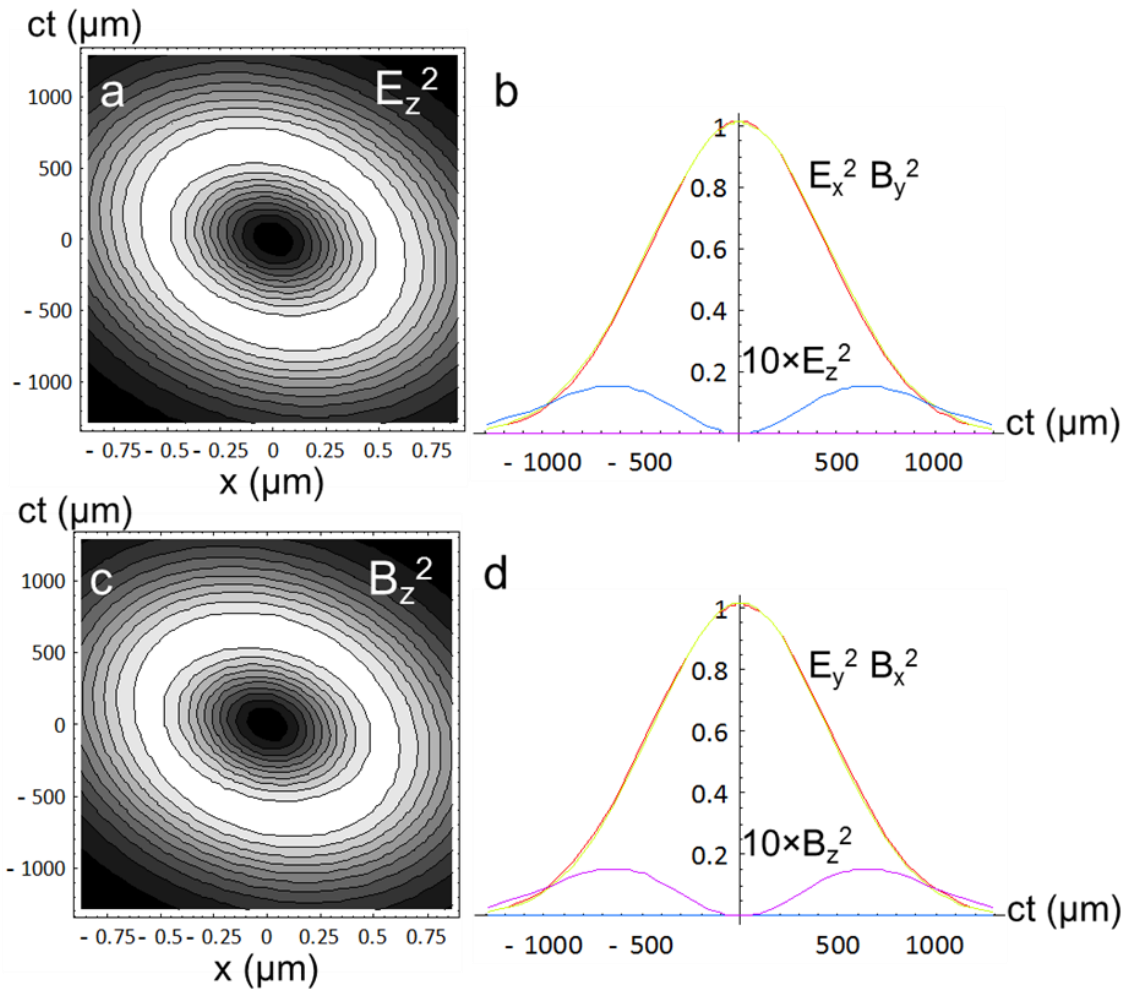 ct (μm)
a
E_z^2
1000
500
0
- 500
- 1000
- 0.75 - 0.5 - 0.25 0 0.25 0.5 0.75
x (μm)
b
1
0.8
0.6
0.4
0.2
E_x^2 B_y^2
10×E_z^2
- 1000 - 500 500 1000
ct (μm)
ct (μm)
c
B_z^2
1000
500
0
- 500
- 1000
- 0.75 - 0.5 - 0.25 0 0.25 0.5 0.75
x (μm)
d
1
0.8
0.6
0.4
0.2
E_y^2 B_x^2
10×B_z^2
- 1000 - 500 500 1000
ct (μm)